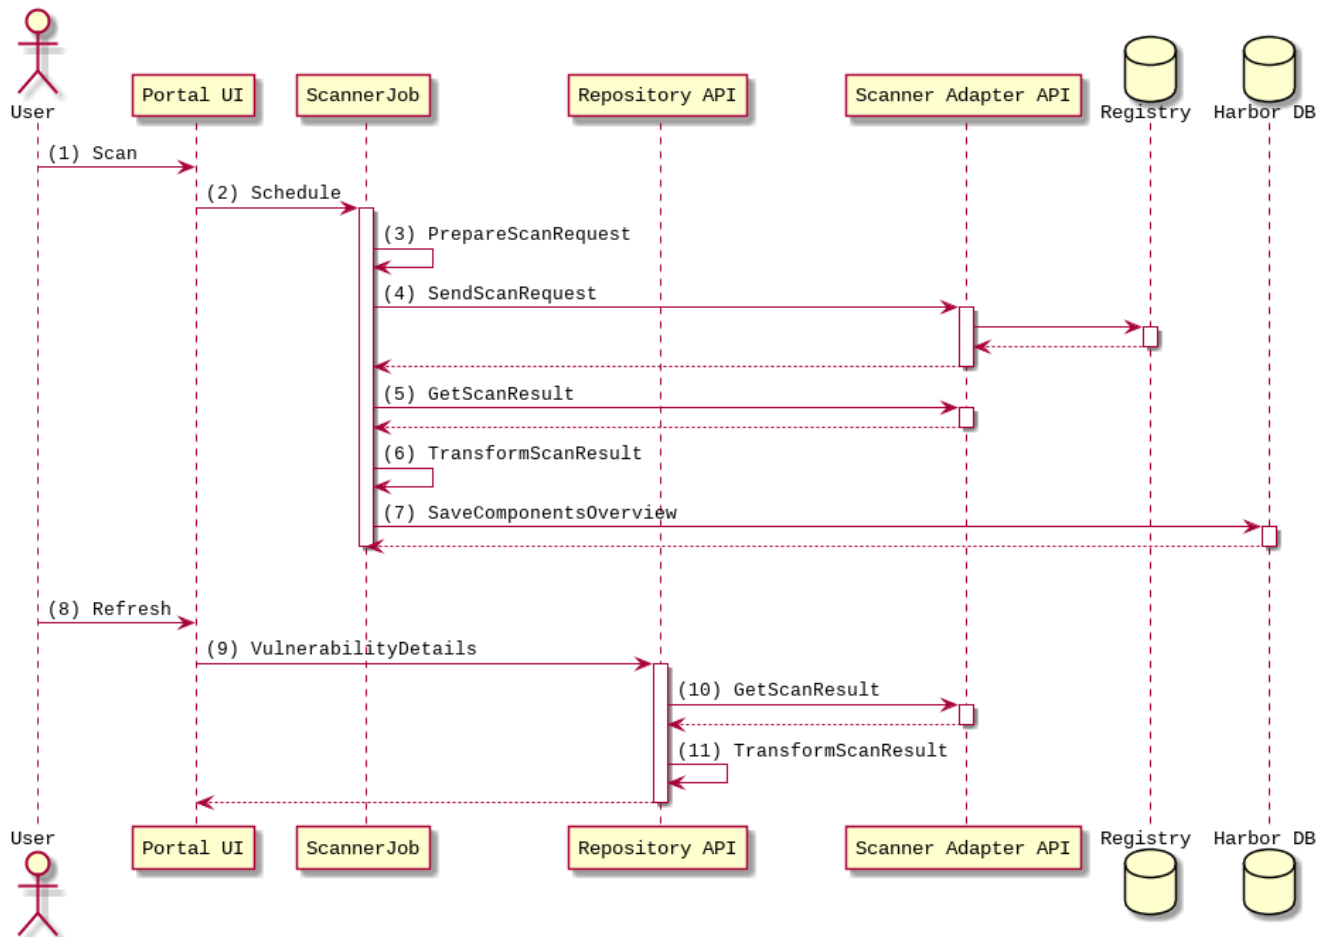 User
Portal UI
ScannerJob
Repository API
Scanner Adapter API
Registry
Harbor DB
(1) Scan
(2) Schedule
(3) PrepareScanRequest
(4) SendScanRequest
(5) GetScanResult
(6) TransformScanResult
(7) SaveComponentsOverview
(8) Refresh
(9) VulnerabilityDetails
(10) GetScanResult
(11) TransformScanResult
User
Portal UI
ScannerJob
Repository API
Scanner Adapter API
Registry
Harbor DB